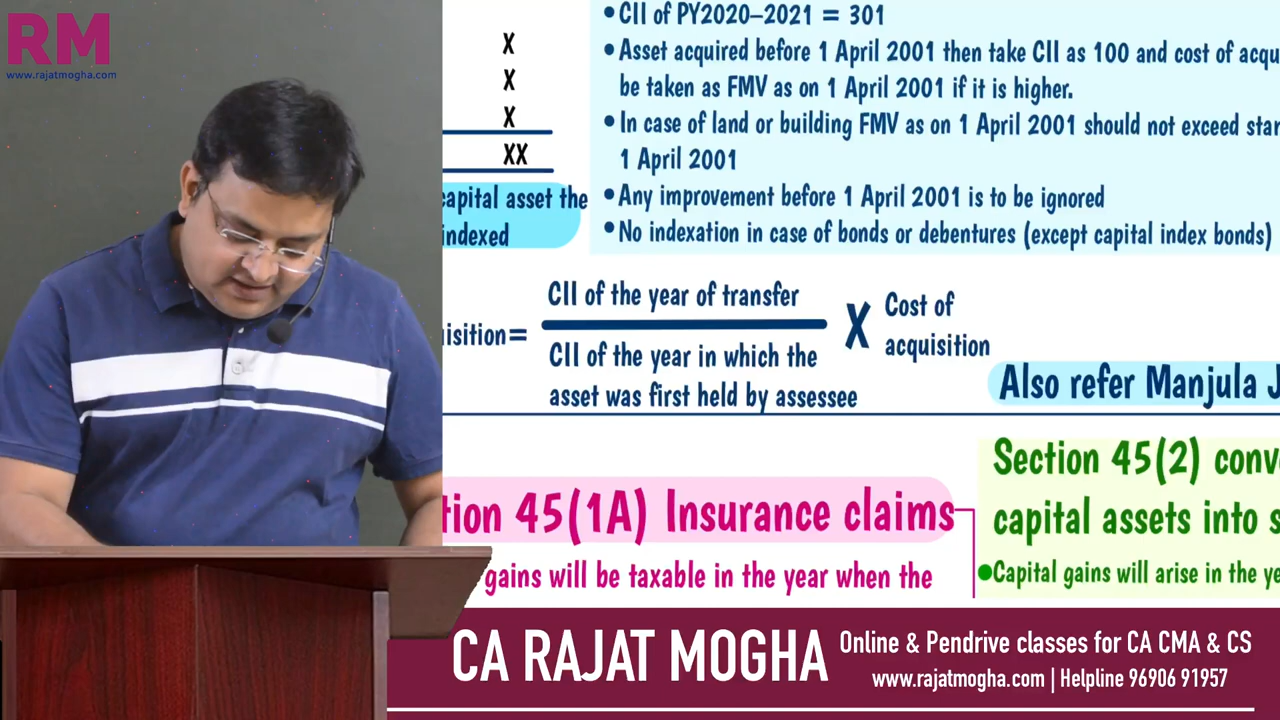 RM
www.rajatmogha.com
X
X
X
XX
capital asset the
indexed
•CII of PY2020–2021 = 301
•Asset acquired before 1 April 2001 then take CII as 100 and cost of acqu
be taken as FMV as on 1 April 2001 if it is higher.
•In case of land or building FMV as on 1 April 2001 should not exceed
1 April 2001
•Any improvement before 1 April 2001 is to be ignored
•No indexation in case of bonds or debentures (except capital index bonds)
isition=
CII of the year of transfer
CII of the year in which the
asset was first held by assessee
X
Cost of
acquisition
Also refer Manjula J
tion 45(1A) Insurance claims
gains will be taxable in the year when the
Section 45(2) conv
capital assets into s
•Capital gains will arise in the ye
CA RAJAT MOGHA
Online & Pendrive classes for CA CMA & CS
www.rajatmogha.com | Helpline 96906 91957